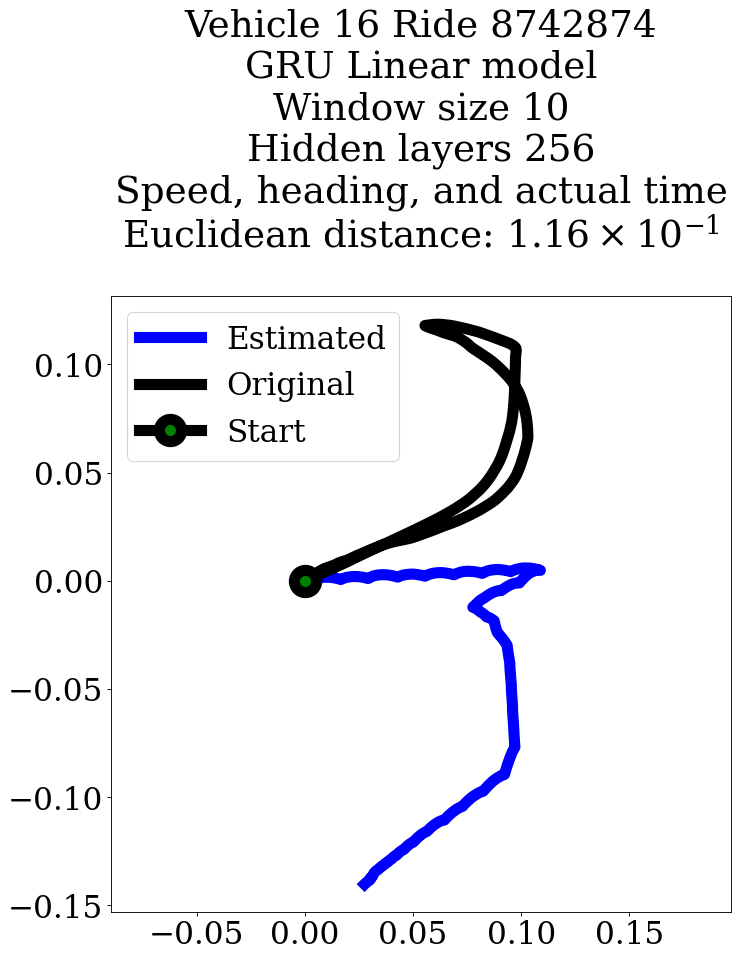 Vehicle 16 Ride 8742874
GRU Linear model
Window size 10
Hidden layers 256
Speed, heading, and actual time
Euclidean distance: 1.16 × 10⁻¹
Estimated
Original
Start
0.10
0.05
0.00
−0.05
−0.10
−0.15
−0.05 0.00 0.05 0.10 0.15